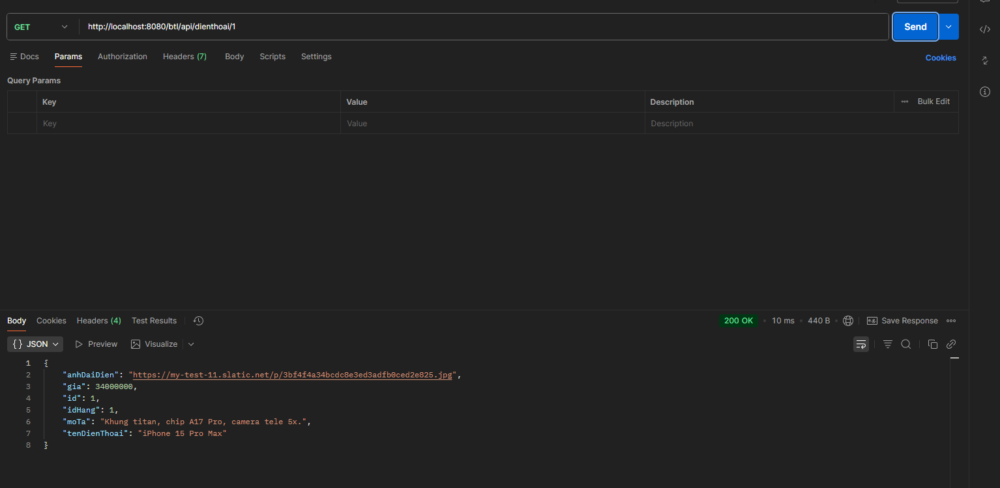 GET http://localhost:8080/btl/api/dienthoai/1 Send
Docs Params Authorization Headers (7) Body Scripts Settings Cookies
Query Params
Key Value Description Bulk Edit
Key Value Description
Body Cookies Headers (4) Test Results 200 OK 10 ms 440 B e.g. Save Response
{} JSON Preview Visualize
1 {
2 "anhDaiDien": "https://my-test-11.slatic.net/p/3bf4f4a34bcdc8e3ed3adfb0ced2e825.jpg",
3 "gia": 34000000,
4 "id": 1,
5 "idHang": 1,
6 "moTa": "Khung titan, chip A17 Pro, camera tele 5x.",
7 "tenDienThoai": "iPhone 15 Pro Max"
8 }